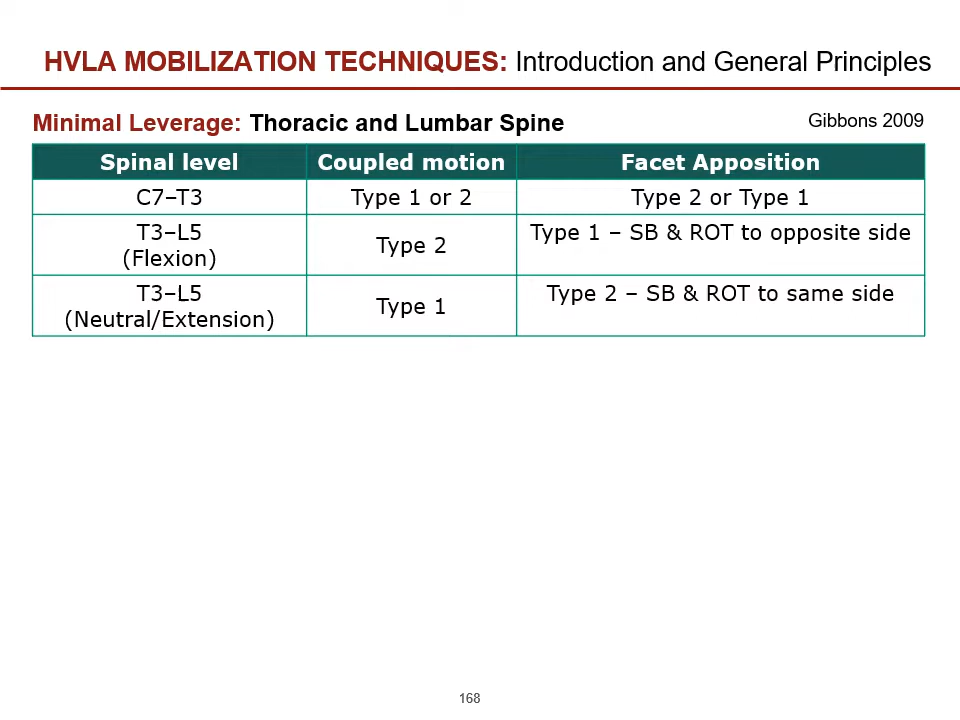 HVLA MOBILIZATION TECHNIQUES: Introduction and General Principles
Minimal Leverage: Thoracic and Lumbar Spine
Gibbons 2009
Spinal level Coupled motion Facet Apposition
C7–T3 Type 1 or 2 Type 2 or Type 1
T3–L5
(Flexion)
Type 2
Type 1 – SB & ROT to opposite side
T3–L5
(Neutral/Extension)
Type 1
Type 2 – SB & ROT to same side
168